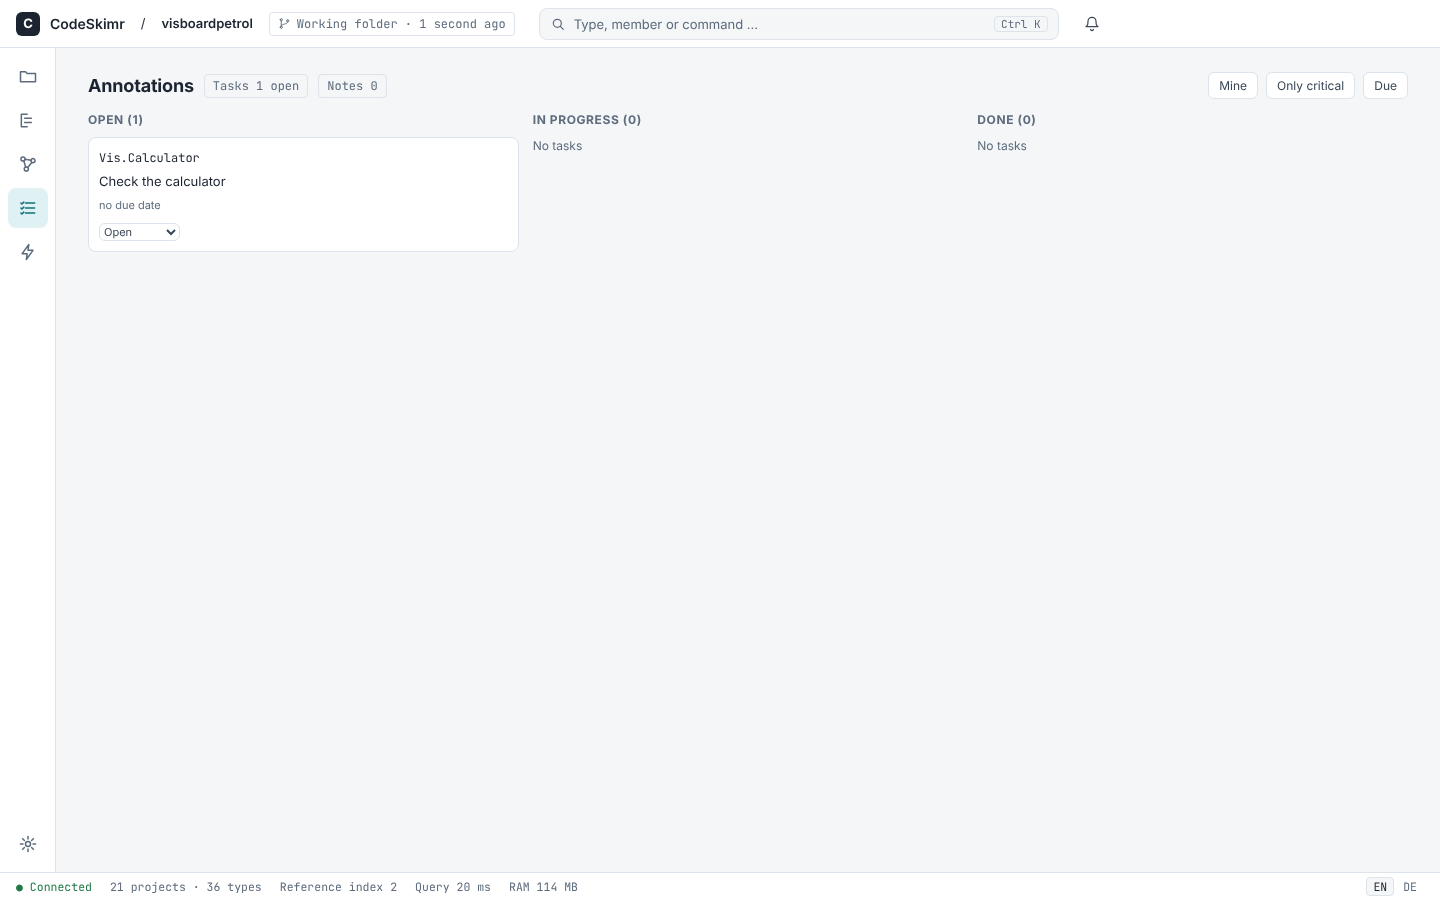 C CodeSkimr / visboardpetrol Working folder · 1 second ago Type, member or command ... Ctrl K
Annotations Tasks 1 open Notes 0 Mine Only critical Due
OPEN (1) IN PROGRESS (0) DONE (0)
Vis.Calculator No tasks No tasks
Check the calculator
no due date
Open
Connected 21 projects · 36 types Reference index 2 Query 20 ms RAM 114 MB EN DE